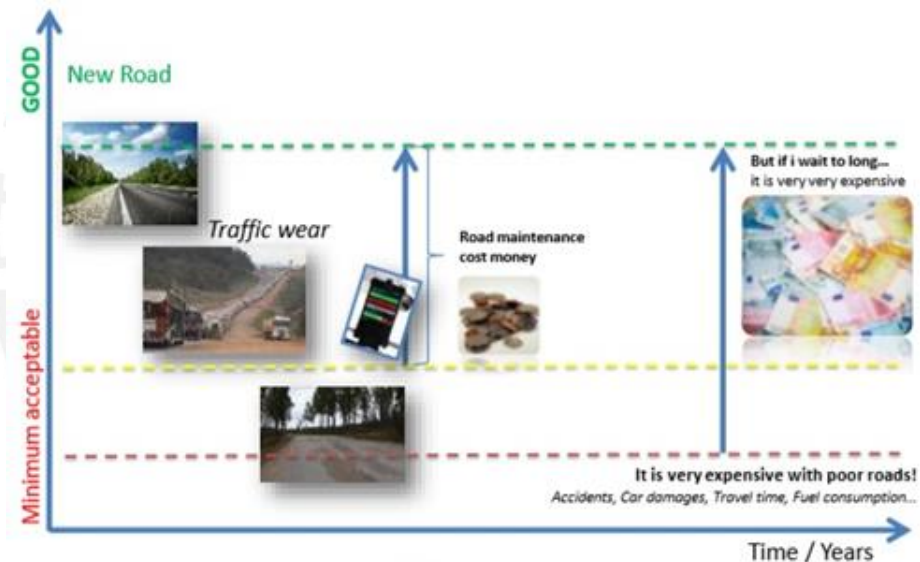 GOOD
New Road
Traffic wear
Minimum acceptable
Road maintenance
cost money
But if i wait to long...
it is very very expensive
It is very expensive with poor roads!
Accidents, Car damages, Travel time, Fuel consumption...
Time / Years